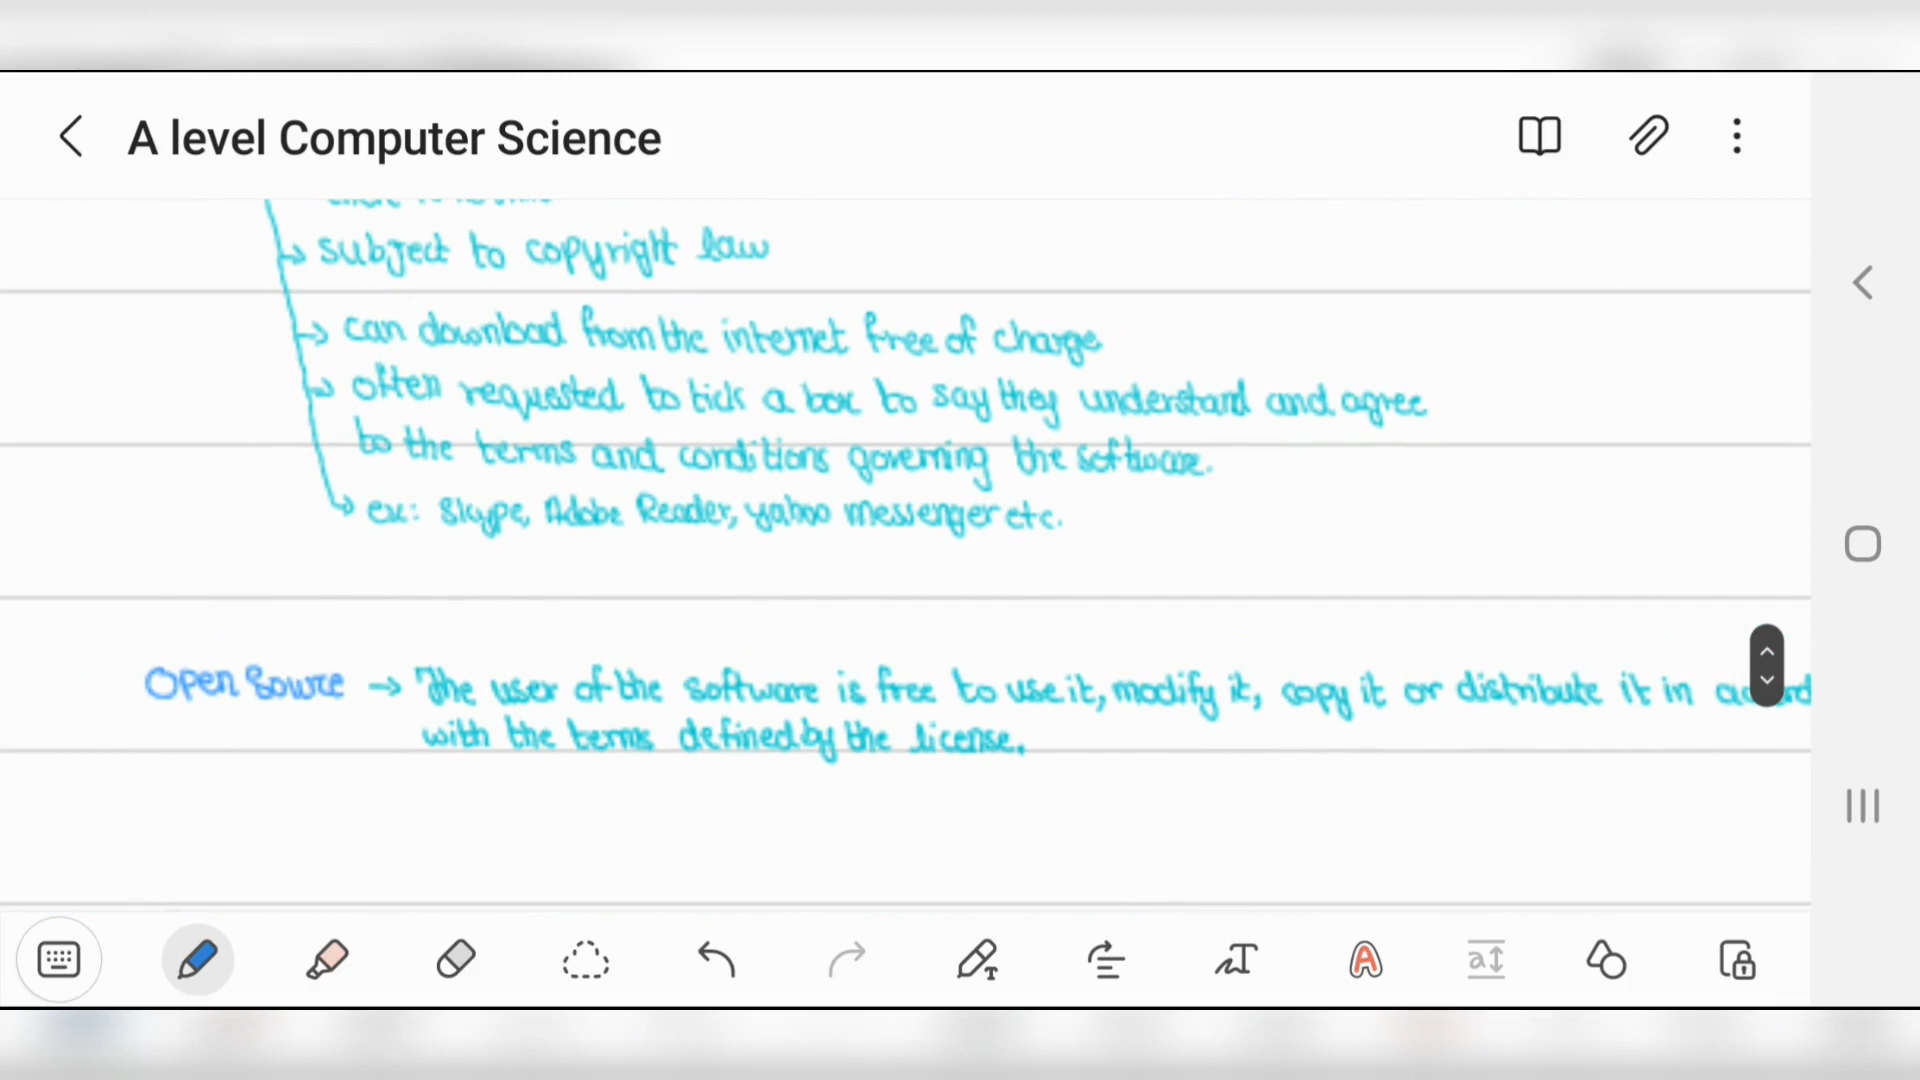 A level Computer Science
subject to copyright law
can download from the internet free of charge
often requested to tick a box to say they understand and agree
to the terms and conditions governing the software.
ex: Skype, Adobe Reader, yahoo messenger etc.
Open Source → The user of the software is free to use it, modify it, copy it or distribute it in
with the terms defined by the license.